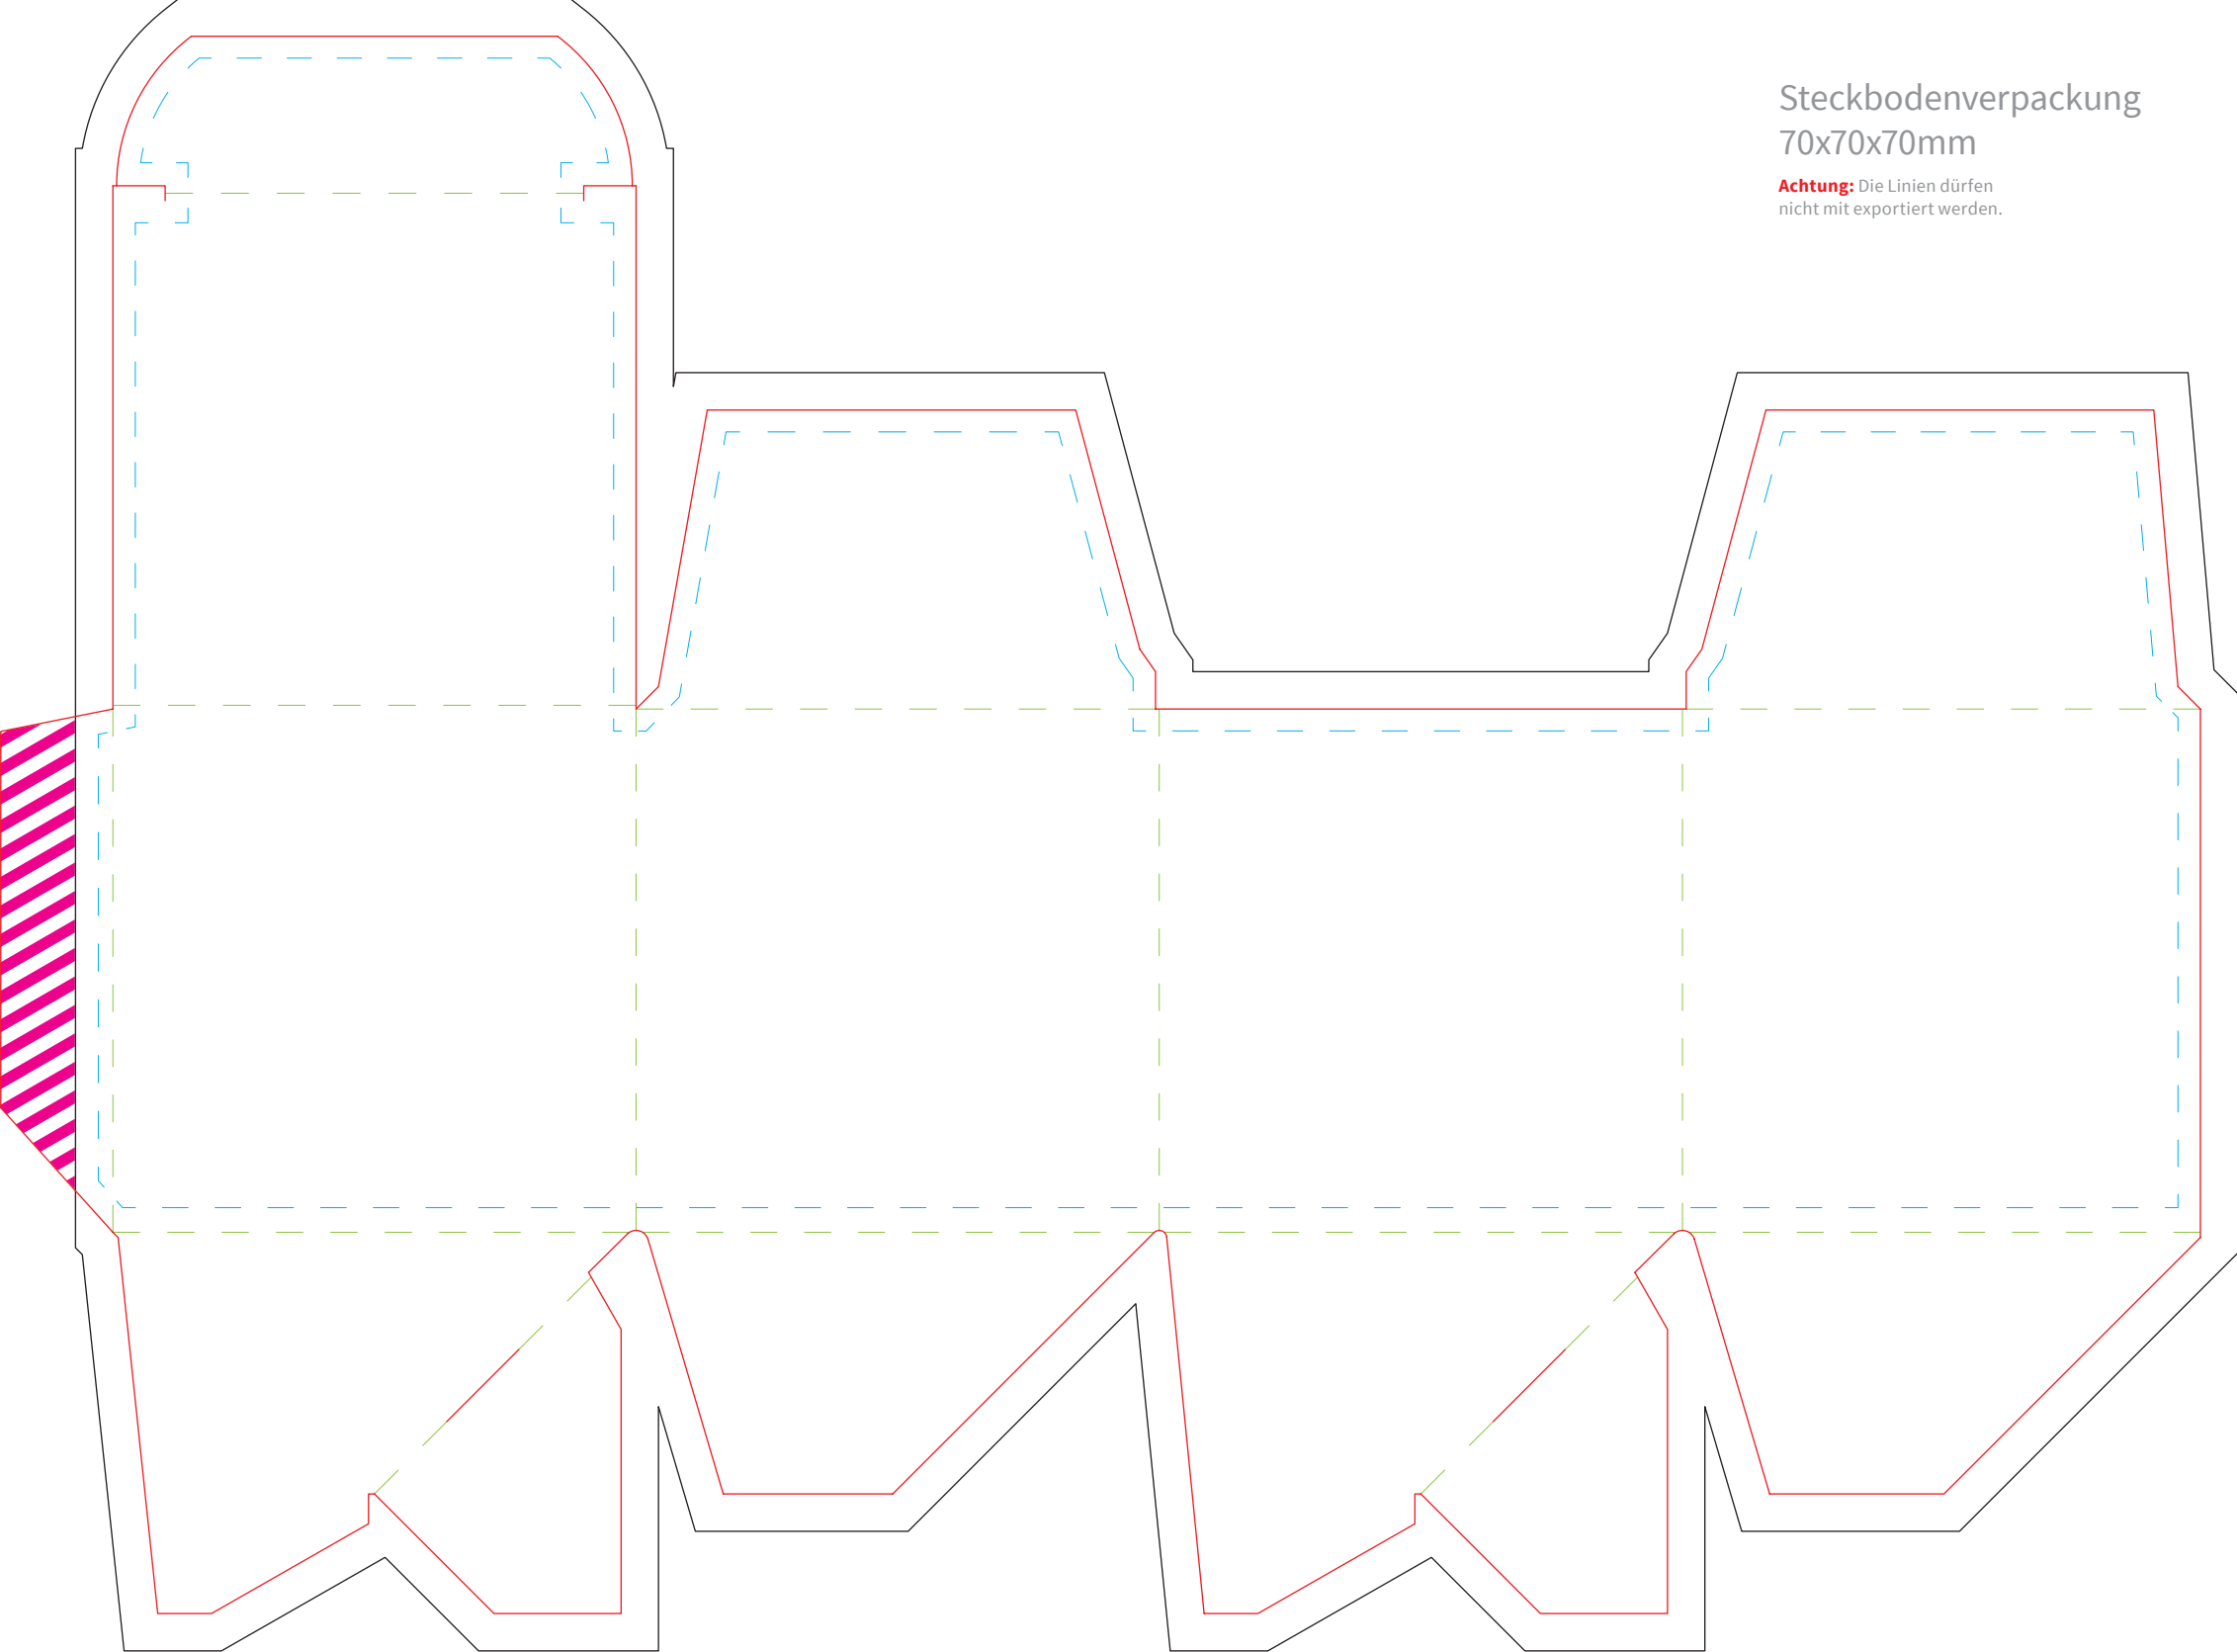 Steckbodenverpackung
70x70x70mm
Achtung: Die Linien dürfen
nicht mit exportiert werden.